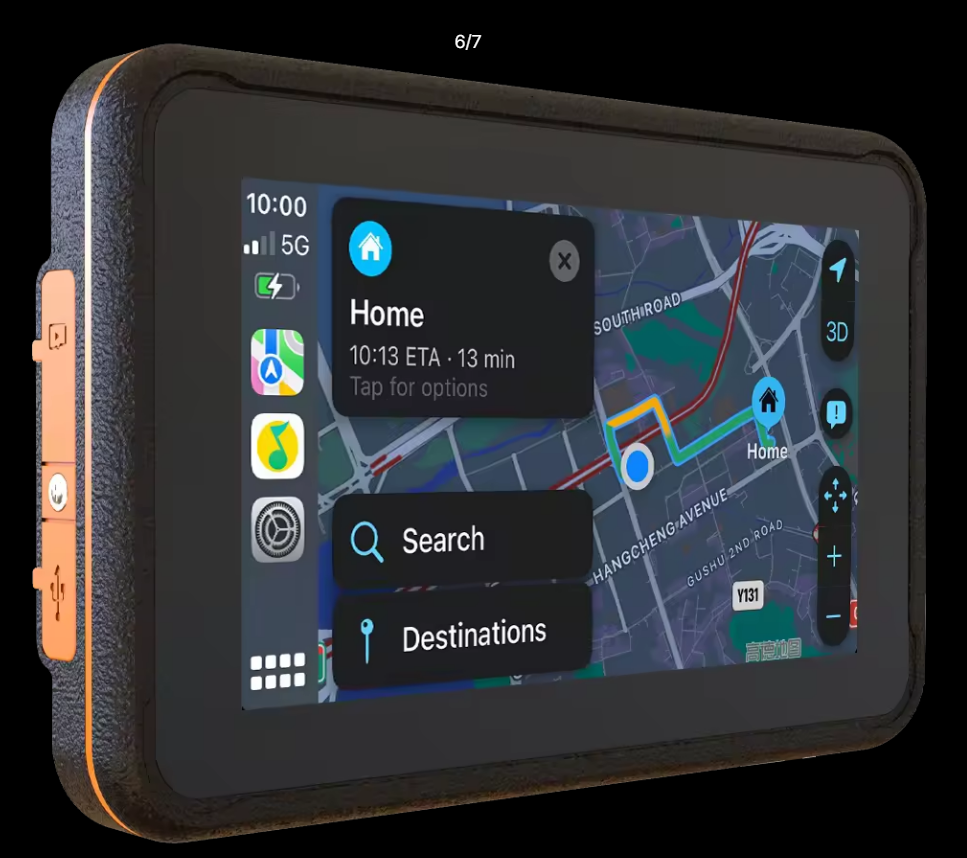 6/7
10:00
5G
Home
10:13 ETA · 13 min
Tap for options
Search
Destinations
SOUTH ROAD
3D
Home
HANGCHENG AVENUE
GUSHU 2ND ROAD
Y131
高德地图